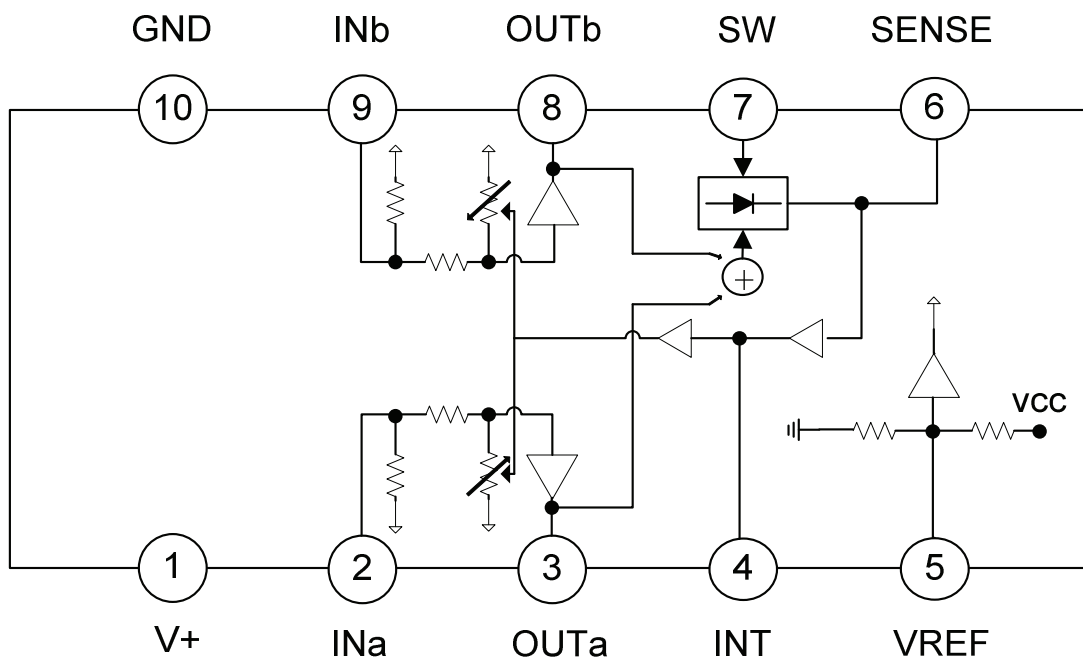 GND INb OUTb SW SENSE
10 9 8 7 6
+
VCC
1 2 3 4 5
V+ INa OUTa INT VREF